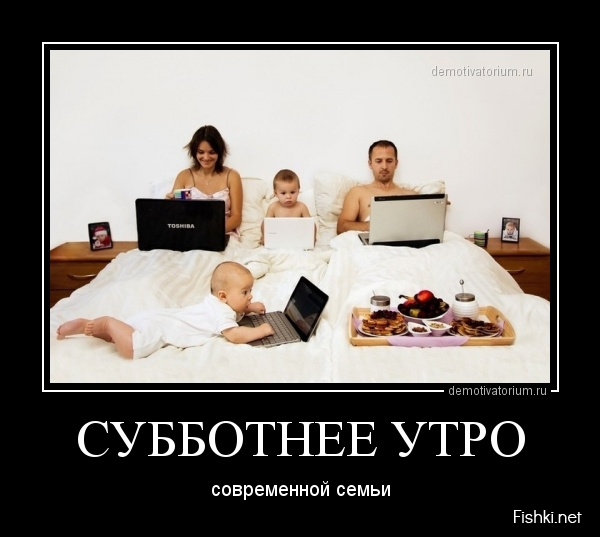 demotivatorium.ru
TOSHIBA
demotivatorium.ru
СУББОТНЕЕ УТРО
современной семьи
Fishki.net